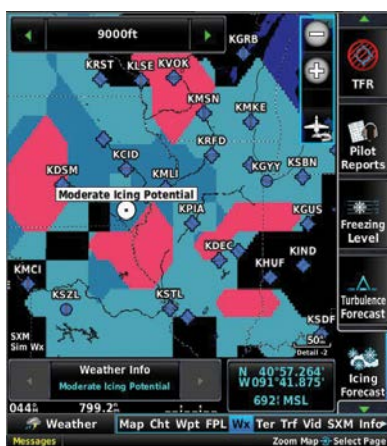 9000ft
KGRB
KRST
KLSE
KVOK
KMSN
KMKE
TFR
KRFD
KCID
KMLI
KGYY
KSBN
Pilot
Reports
KDSM
Moderate Icing Potential
KPIA
KGUS
Freezing
Level
KDEC
KIND
KMCI
KHUF
KSZL
KSTL
Turbulence
Forecast
KSDF
SXM
Sim Wx
50
Detail -2
Weather Info
Moderate Icing Potential
N 40°57.264'
W091°41.875'
692 MSL
Icing
Forecast
799.2
Weather
Map Cht Wpt FPL Wx Ter Trf Vid SXM Info
Messages
Zoom Map Select Page